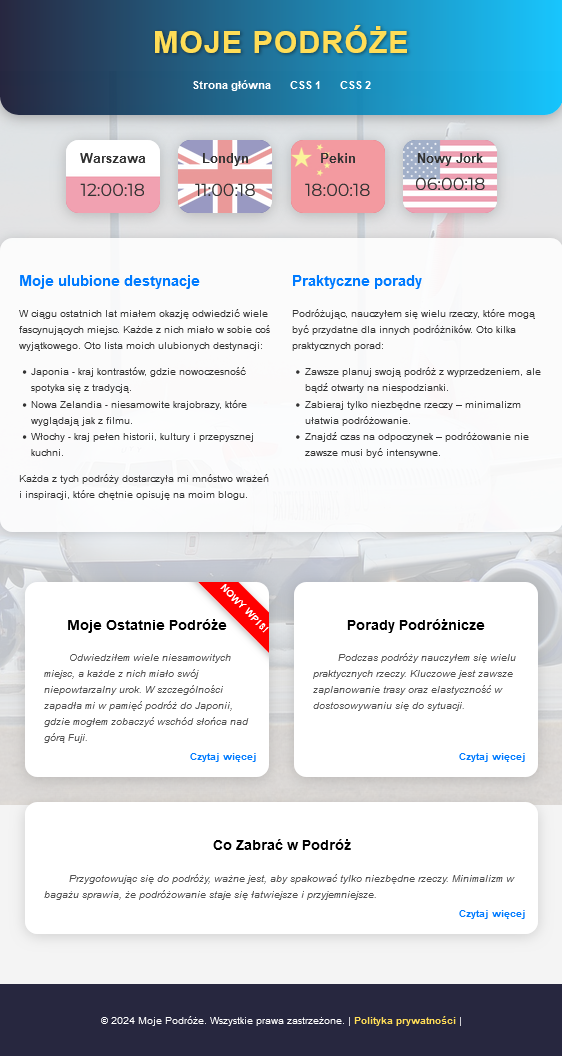 MOJE PODRÓŻE
Strona główna CSS 1 CSS 2
Warszawa
12:00:18
Londyn
11:00:18
Pekin
18:00:18
Nowy Jork
06:00:18
Moje ulubione destynacje
W ciągu ostatnich lat miałem okazję odwiedzić wiele
fascynujących miejsc. Każde z nich miało w sobie coś
wyjątkowego. Oto lista moich ulubionych destynacji:
• Japonia - kraj kontrastów, gdzie nowoczesność
spotyka się z tradycją.
• Nowa Zelandia - niesamowite krajobrazy, które
wyglądają jak z filmu.
• Włochy - kraj pełen historii, kultury i przepysznej
kuchni.
Każda z tych podróży dostarczyła mi mnóstwo wrażeń
i inspiracji, które chętnie opisuję na moim blogu.
Praktyczne porady
Podróżując, nauczyłem się wielu rzeczy, które mogą
być przydatne dla innych podróżników. Oto kilka
praktycznych porad:
• Zawsze planuj swoją podróż z wyprzedzeniem, ale
bądź otwarty na niespodzianki.
• Zabieraj tylko niezbędne rzeczy – minimalizm
ułatwia podróżowanie.
• Znajdź czas na odpoczynek – podróżowanie nie
zawsze musi być intensywne.
NOWY WPIS!
Moje Ostatnie Podróże
Odwiedziłem wiele niesamowitych
miejsc, a każde z nich miało swój
niepowtarzalny urok. W szczególności
zapadła mi w pamięć podróż do Japonii,
gdzie mogłem zobaczyć wschód słońca nad
górą Fuji.
Czytaj więcej
Porady Podróżnicze
Podczas podróży nauczyłem się wielu
praktycznych rzeczy. Kluczowe jest zawsze
zaplanowanie trasy oraz elastyczność w
dostosowywaniu się do sytuacji.
Czytaj więcej
Co Zabrać w Podróż
Przygotowując się do podróży, ważne jest, aby spakować tylko niezbędne rzeczy. Minimalizm w
bagażu sprawia, że podróżowanie staje się łatwiejsze i przyjemniejsze.
Czytaj więcej
© 2024 Moje Podróże. Wszystkie prawa zastrzeżone. | Polityka prywatności |